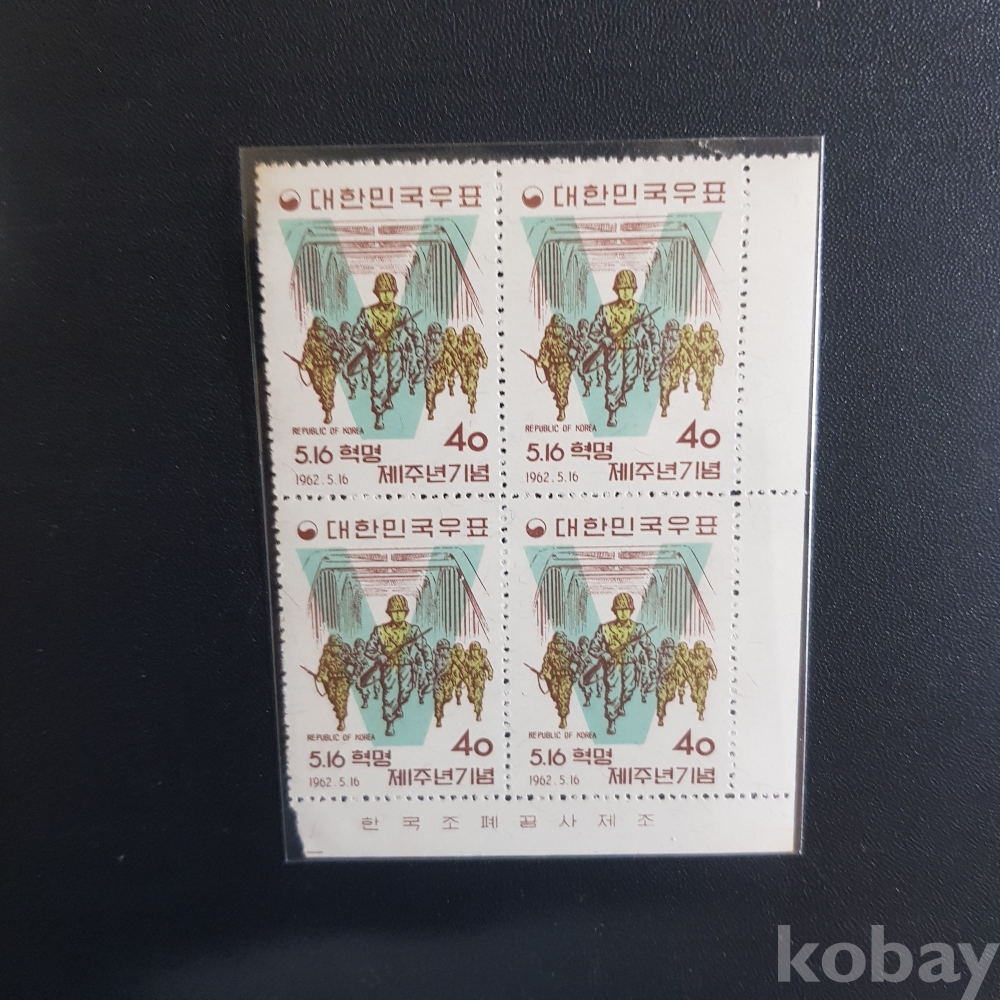 대한민국우표
대한민국우표
REPUBLIC OF KOREA
40
5.16 혁명
1962.5.16 제1주년기념
REPUBLIC OF KOREA
40
5.16 혁명
1962.5.16 제1주년기념
대한민국우표
대한민국우표
REPUBLIC OF KOREA
40
5.16 혁명
1962.5.16 제1주년기념
REPUBLIC OF KOREA
40
5.16 혁명
1962.5.16 제1주년기념
한국조폐공사제조
kobay